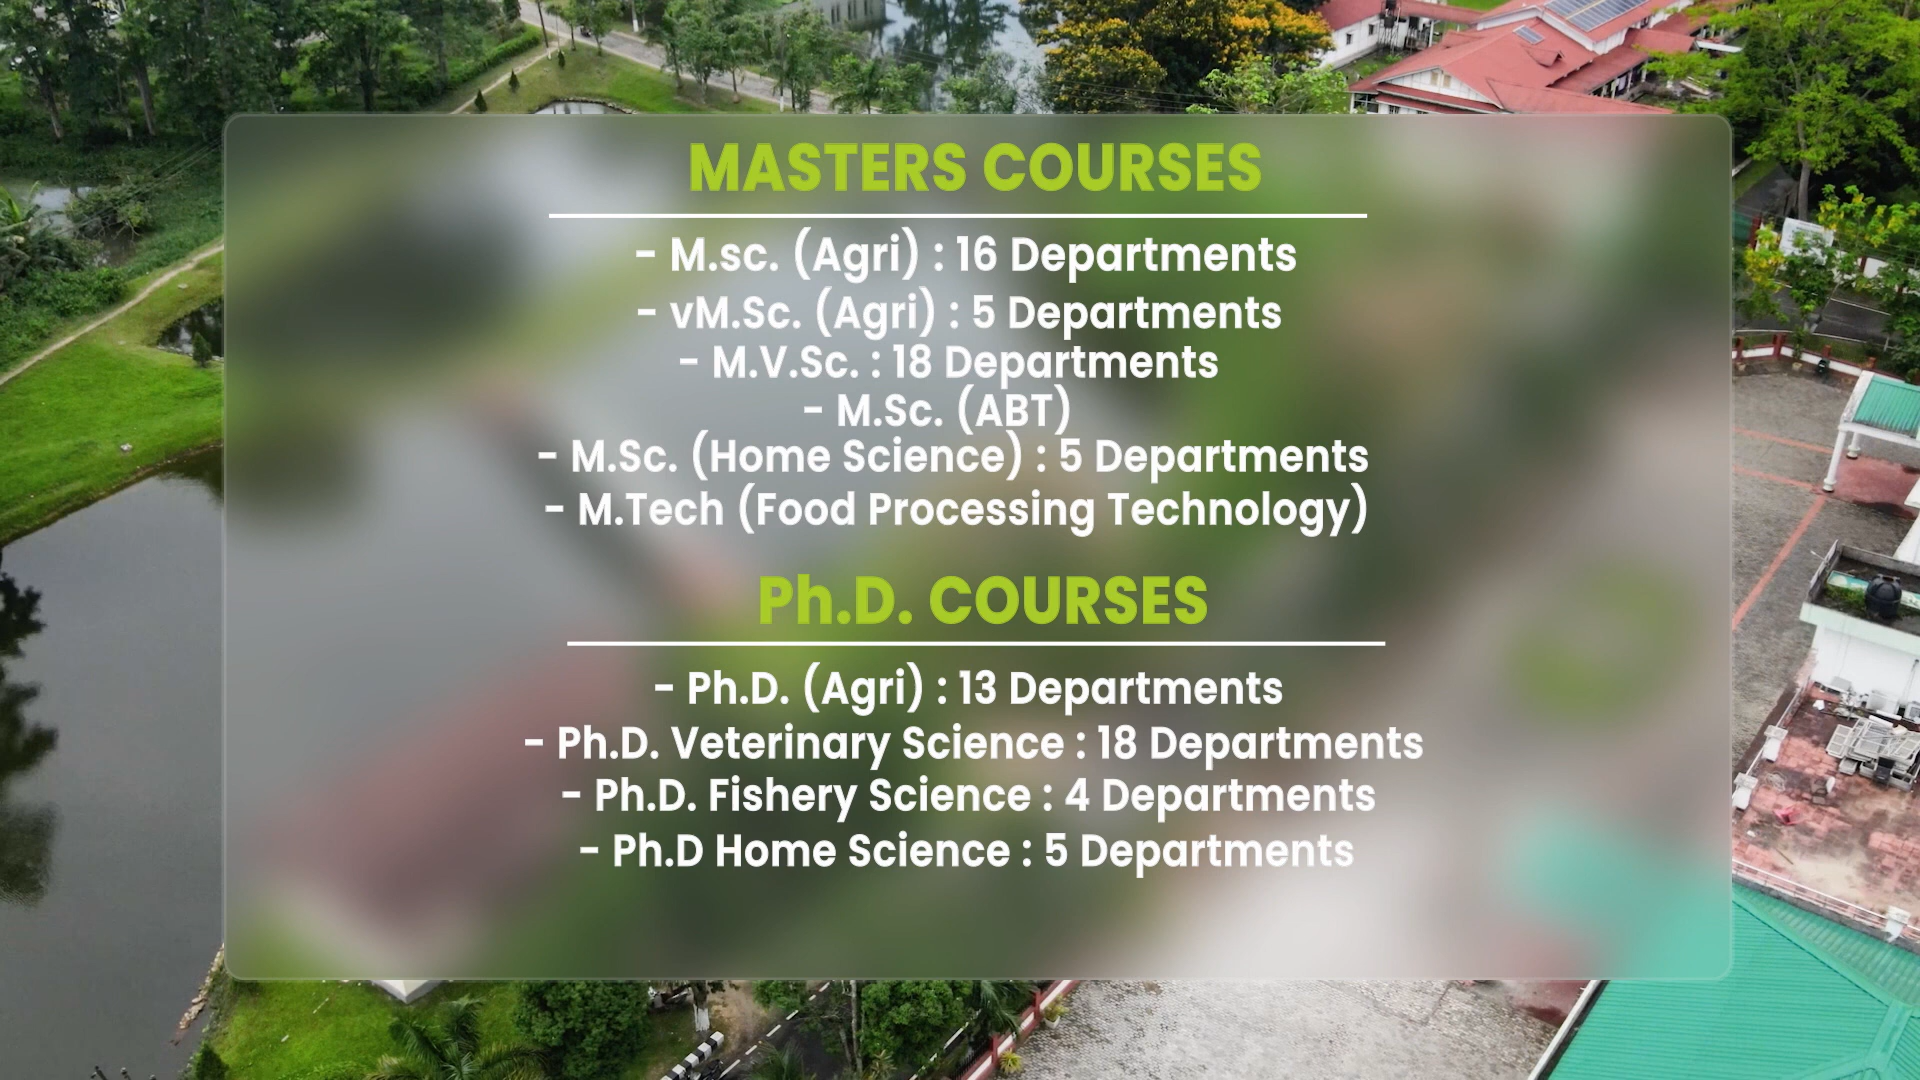 MASTERS COURSES
- M.sc. (Agri) : 16 Departments
- vM.Sc. (Agri) : 5 Departments
- M.V.Sc. : 18 Departments
- M.Sc. (ABT)
- M.Sc. (Home Science) : 5 Departments
- M.Tech (Food Processing Technology)
Ph.D. COURSES
- Ph.D. (Agri) : 13 Departments
- Ph.D. Veterinary Science : 18 Departments
- Ph.D. Fishery Science : 4 Departments
- Ph.D Home Science : 5 Departments